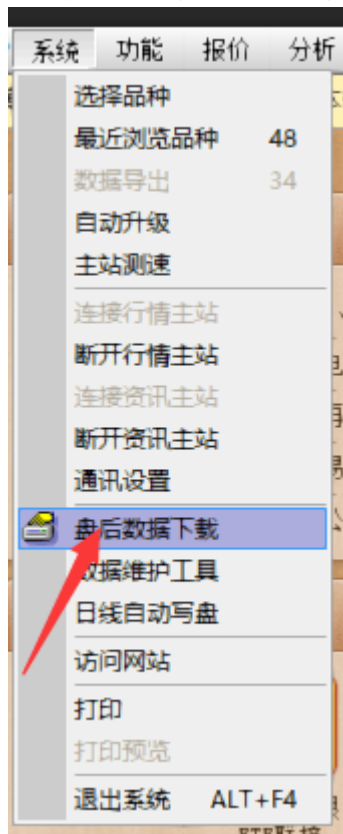 系统 功能 报价 分析
选择品种
最近浏览品种 48
数据导出 34
自动升级
主站测速
连接行情主站
断开行情主站
连接资讯主站
断开资讯主站
通讯设置
盘后数据下载
数据维护工具
日线自动写盘
访问网站
打印
打印预览
退出系统 ALT+F4